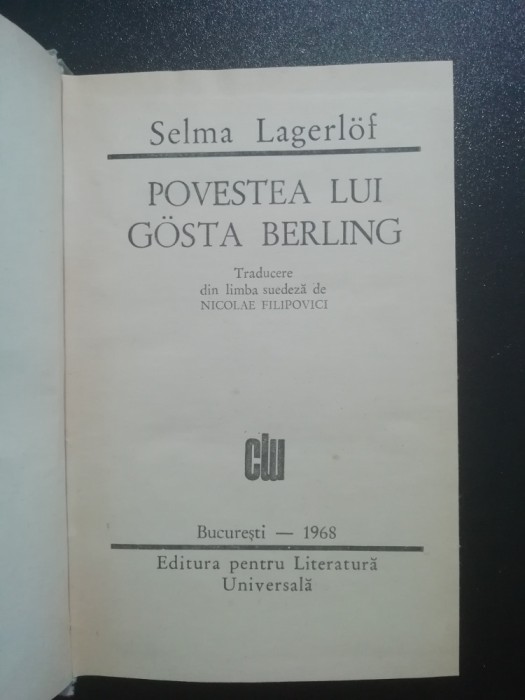 Selma Lagerlöf
POVESTEA LUI
GÖSTA BERLING
Traducere
din limba suedeză de
NICOLAE FILIPOVICI
clu
București — 1968
Editura pentru Literatură
Universală